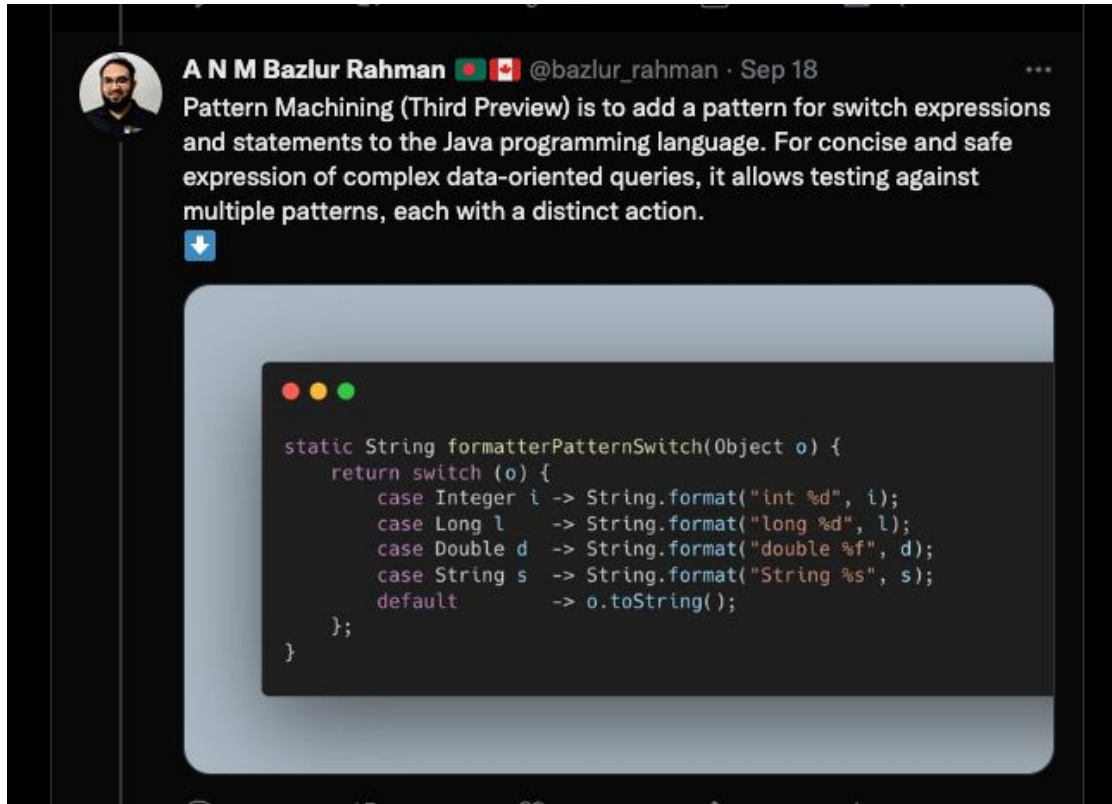 A N M Bazlur Rahman 🇧🇩🇨🇦 @bazlur_rahman · Sep 18
Pattern Machining (Third Preview) is to add a pattern for switch expressions
and statements to the Java programming language. For concise and safe
expression of complex data-oriented queries, it allows testing against
multiple patterns, each with a distinct action.
⬇️
static String formatterPatternSwitch(Object o) {
    return switch (o) {
        case Integer i -> String.format("int %d", i);
        case Long l    -> String.format("long %d", l);
        case Double d  -> String.format("double %f", d);
        case String s  -> String.format("String %s", s);
        default        -> o.toString();
    };
}